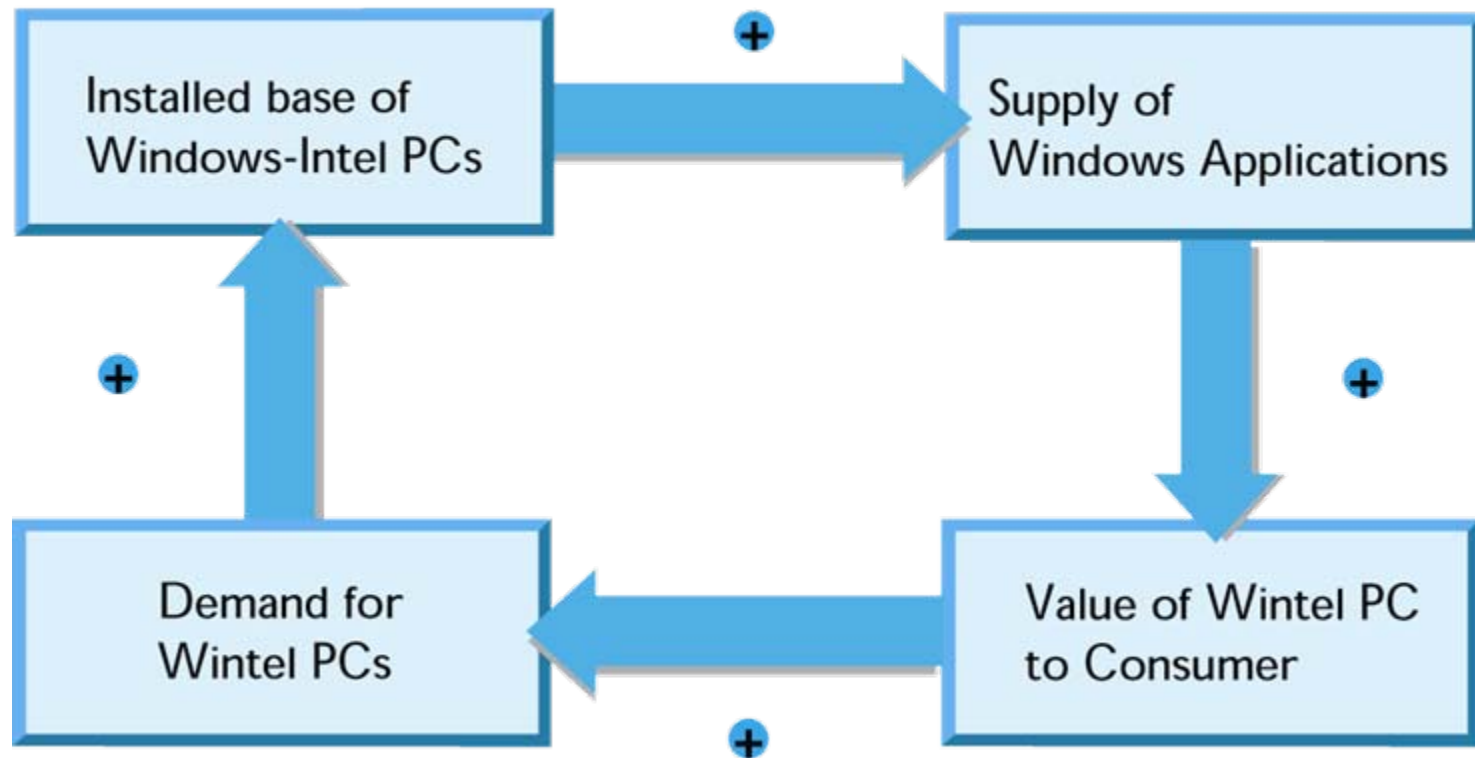 +
Installed base of
Windows-Intel PCs
Supply of
Windows Applications
+
+
Demand for
Wintel PCs
Value of Wintel PC
to Consumer
+